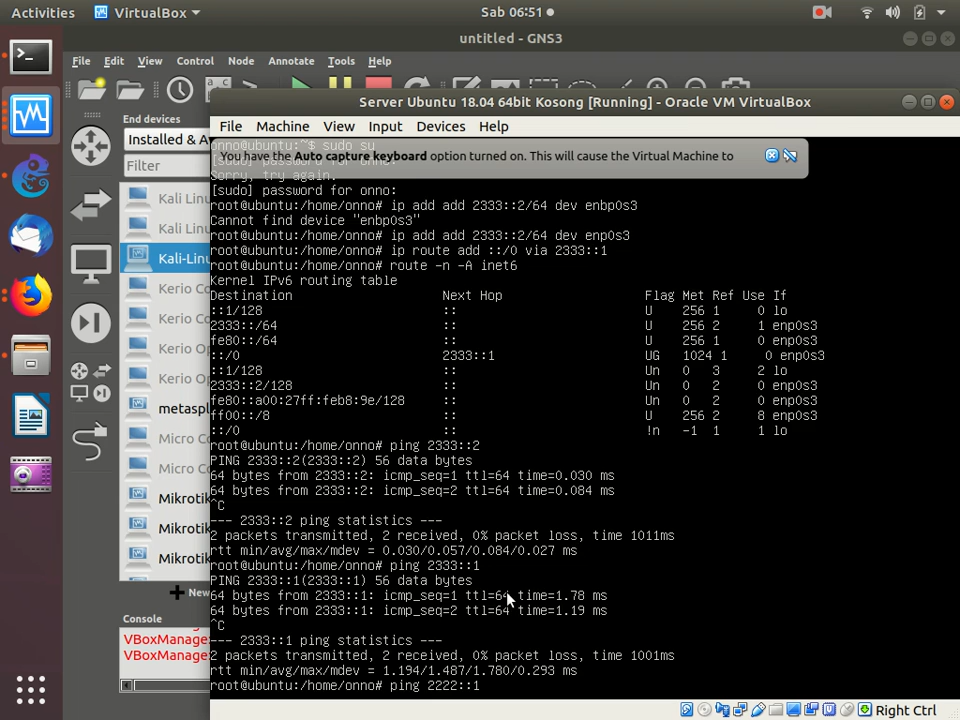 Activities VirtualBox Sab 06:51
untitled - GNS3
File Edit View Control Node Annotate Tools Help
End devices
Installed & A
Filter
Kali Linu
Kali Linu
Kali-Linu
Kerio Co
Kerio Co
Kerio Op
metaspl
Micro Co
Micro Co
Mikrotik
Mikrotik
Mikrotik
New
Console
VBoxManage:
VBoxManage:
Server Ubuntu 18.04 64bit Kosong [Running] - Oracle VM VirtualBox
File Machine View Input Devices Help
onno@ubuntu:~$ sudo su
You have the Auto capture keyboard option turned on. This will cause the Virtual Machine to
[sudo] password for onno:
Sorry, try again.
[sudo] password for onno:
root@ubuntu:/home/onno# ip add add 2333::2/64 dev enbp0s3
Cannot find device "enbp0s3"
root@ubuntu:/home/onno# ip add add 2333::2/64 dev enp0s3
root@ubuntu:/home/onno# ip route add ::/0 via 2333::1
root@ubuntu:/home/onno# route -n -A inet6
Kernel IPv6 routing table
Destination Next Hop Flag Met Ref Use If
::1/128 :: U 256 1 0 lo
2333::/64 :: U 256 2 1 enp0s3
fe80::/64 :: U 256 1 0 enp0s3
::/0 2333::1 UG 1024 1 0 enp0s3
::1/128 :: Un 0 3 2 lo
2333::2/128 :: Un 0 2 0 enp0s3
fe80::a00:27ff:feb8:9e/128 :: Un 0 2 0 enp0s3
ff00::/8 :: U 256 2 8 enp0s3
::/0 :: !n -1 1 1 lo
root@ubuntu:/home/onno# ping 2333::2
PING 2333::2(2333::2) 56 data bytes
64 bytes from 2333::2: icmp_seq=1 ttl=64 time=0.030 ms
64 bytes from 2333::2: icmp_seq=2 ttl=64 time=0.084 ms
^C
--- 2333::2 ping statistics ---
2 packets transmitted, 2 received, 0% packet loss, time 1011ms
rtt min/avg/max/mdev = 0.030/0.057/0.084/0.027 ms
root@ubuntu:/home/onno# ping 2333::1
PING 2333::1(2333::1) 56 data bytes
64 bytes from 2333::1: icmp_seq=1 ttl=64 time=1.78 ms
64 bytes from 2333::1: icmp_seq=2 ttl=64 time=1.19 ms
^C
--- 2333::1 ping statistics ---
2 packets transmitted, 2 received, 0% packet loss, time 1001ms
rtt min/avg/max/mdev = 1.194/1.487/1.780/0.293 ms
root@ubuntu:/home/onno# ping 2222::1
Right Ctrl